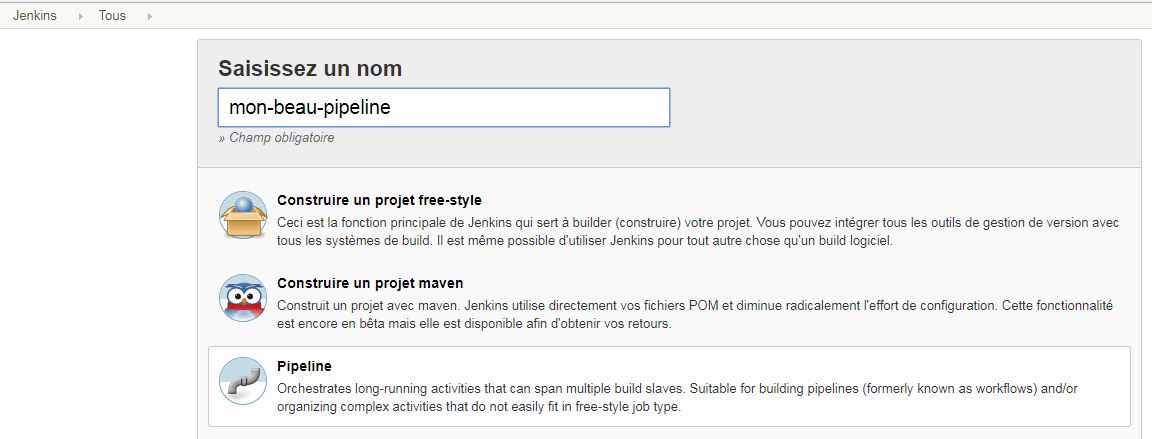 Jenkins Tous
Saisissez un nom
mon-beau-pipeline
» Champ obligatoire
Construire un projet free-style
Ceci est la fonction principale de Jenkins qui sert à builder (construire) votre projet. Vous pouvez intégrer tous les outils de gestion de version avec
tous les systèmes de build. Il est même possible d'utiliser Jenkins pour tout autre chose qu'un build logiciel.
Construire un projet maven
Construit un projet avec maven. Jenkins utilise directement vos fichiers POM et diminue radicalement l'effort de configuration. Cette fonctionnalité
est encore en bêta mais elle est disponible afin d'obtenir vos retours.
Pipeline
Orchestrates long-running activities that can span multiple build slaves. Suitable for building pipelines (formerly known as workflows) and/or
organizing complex activities that do not easily fit in free-style job type.